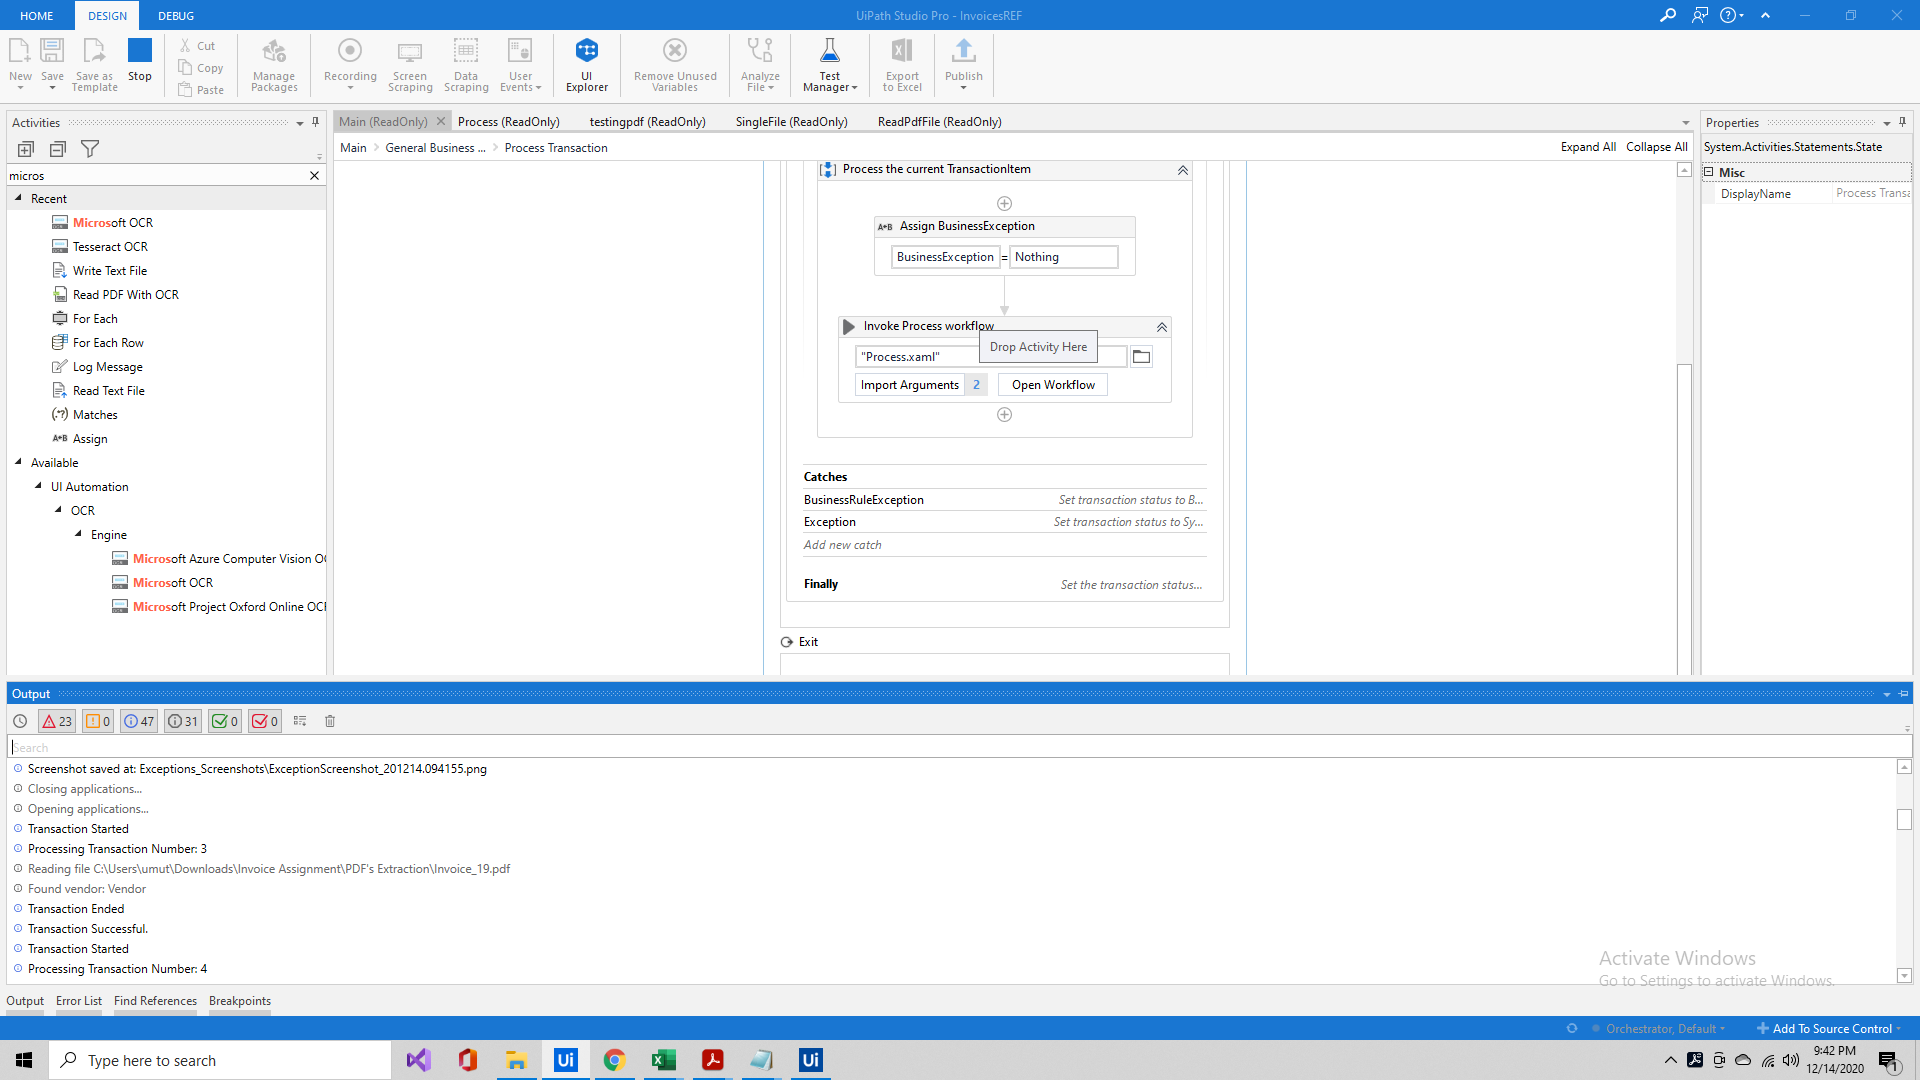 HOME DESIGN DEBUG UiPath Studio Pro - InvoicesREF
New Save Save as Template Stop Cut Copy Paste Manage Packages Recording Screen Scraping Data Scraping User Events UI Explorer Remove Unused Variables Analyze File Test Manager Export to Excel Publish
Activities
micros
Recent
Microsoft OCR
Tesseract OCR
Write Text File
Read PDF With OCR
For Each
For Each Row
Log Message
Read Text File
Matches
A+B Assign
Available
UI Automation
OCR
Engine
Microsoft Azure Computer Vision O
Microsoft OCR
Microsoft Project Oxford Online OCR
Main (ReadOnly) Process (ReadOnly) testingpdf (ReadOnly) SingleFile (ReadOnly) ReadPdfFile (ReadOnly)
Main General Business ... Process Transaction Expand All Collapse All
Process the current TransactionItem
A+B Assign BusinessException
BusinessException = Nothing
Invoke Process workflow
Drop Activity Here
"Process.xaml"
Import Arguments 2 Open Workflow
Catches
BusinessRuleException Set transaction status to B...
Exception Set transaction status to Sy...
Add new catch
Finally Set the transaction status...
Exit
Properties
System.Activities.Statements.State
Misc
DisplayName Process Transa
Output
23 0 47 31 0 0
Search
Screenshot saved at: Exceptions_Screenshots\ExceptionScreenshot_201214.094155.png
Closing applications...
Opening applications...
Transaction Started
Processing Transaction Number: 3
Reading file C:\Users\umut\Downloads\Invoice Assignment\PDF's Extraction\Invoice_19.pdf
Found vendor: Vendor
Transaction Ended
Transaction Successful.
Transaction Started
Processing Transaction Number: 4
Activate Windows
Go to Settings to activate Windows.
Output Error List Find References Breakpoints
Orchestrator, Default Add To Source Control
Type here to search
Ui Ui
9:42 PM
12/14/2020
1